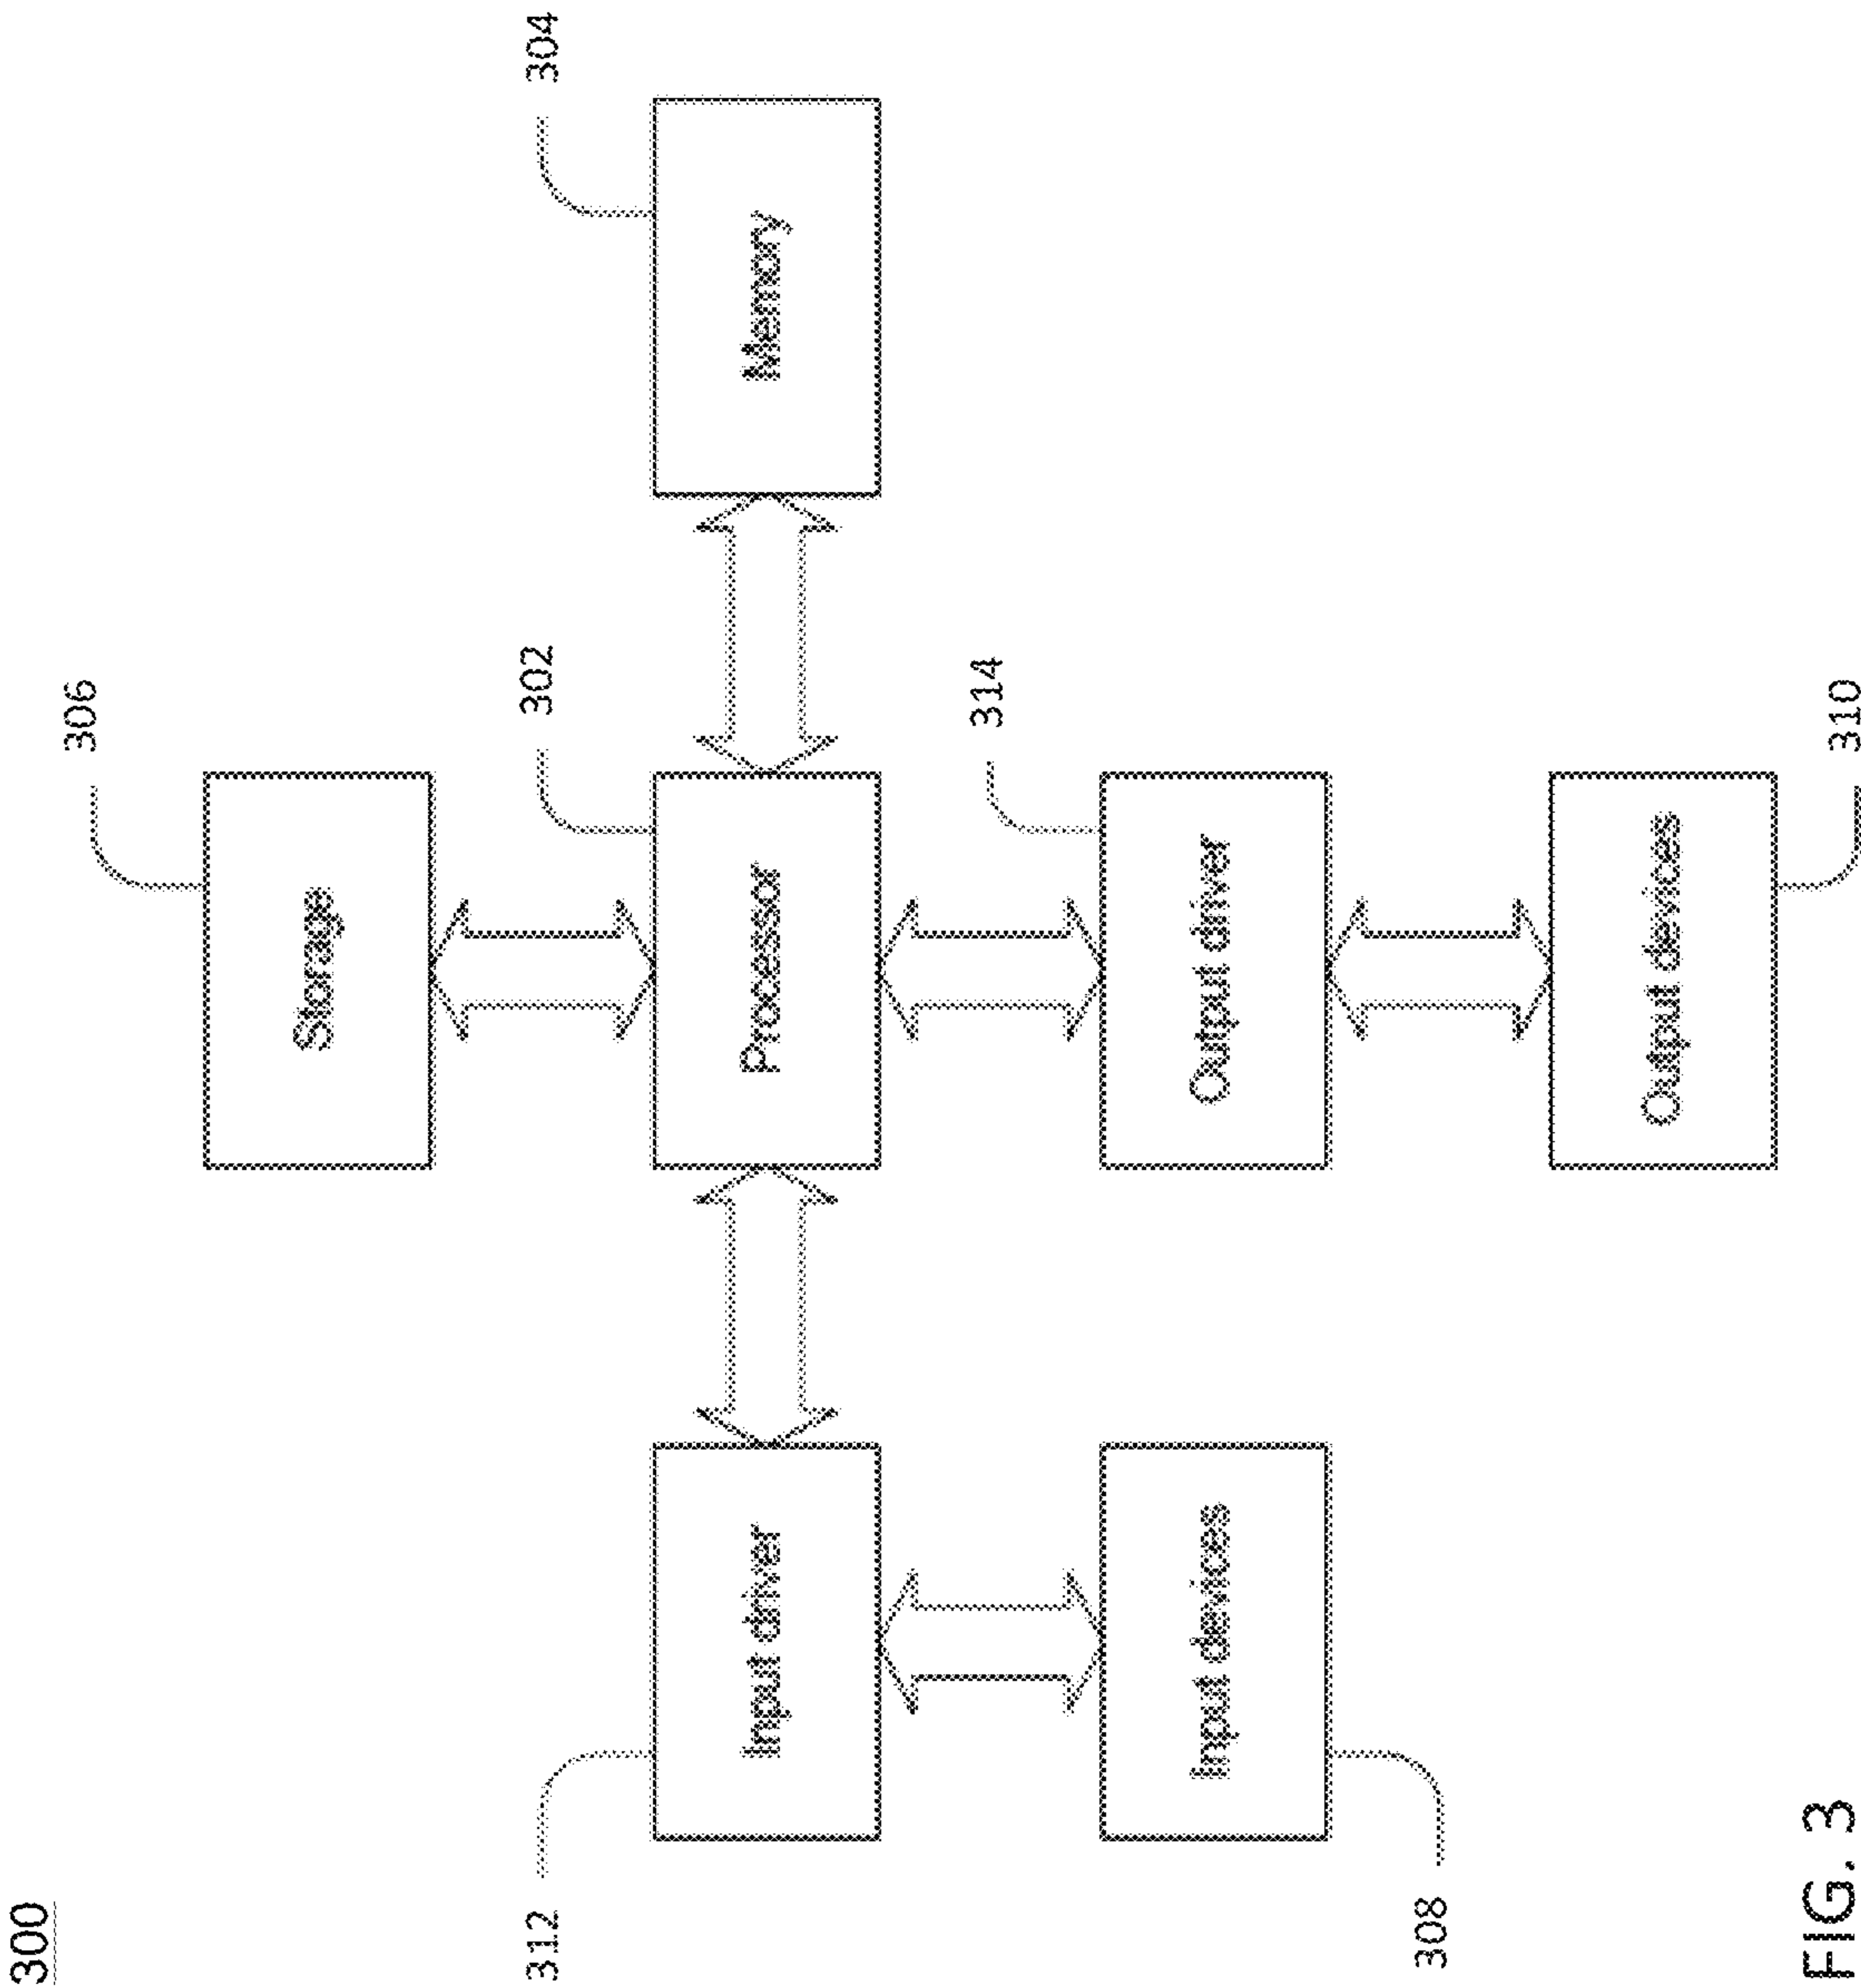 300
306
Storage
312
302
304
Input driver
Processor
Memory
314
Input devices
Output driver
308
Output devices
310
FIG. 3